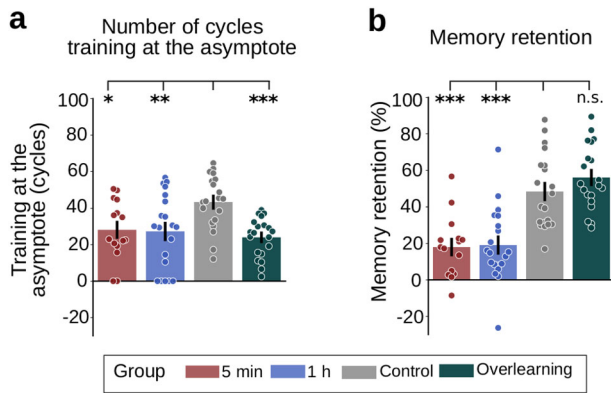 a
Number of cycles
training at the asymptote
* ** ***
100
80
60
40
20
0
-20
Training at the
asymptote (cycles)
b
Memory retention
*** *** n.s.
100
80
60
40
20
0
-20
Memory retention (%)
Group 5 min 1 h Control Overlearning